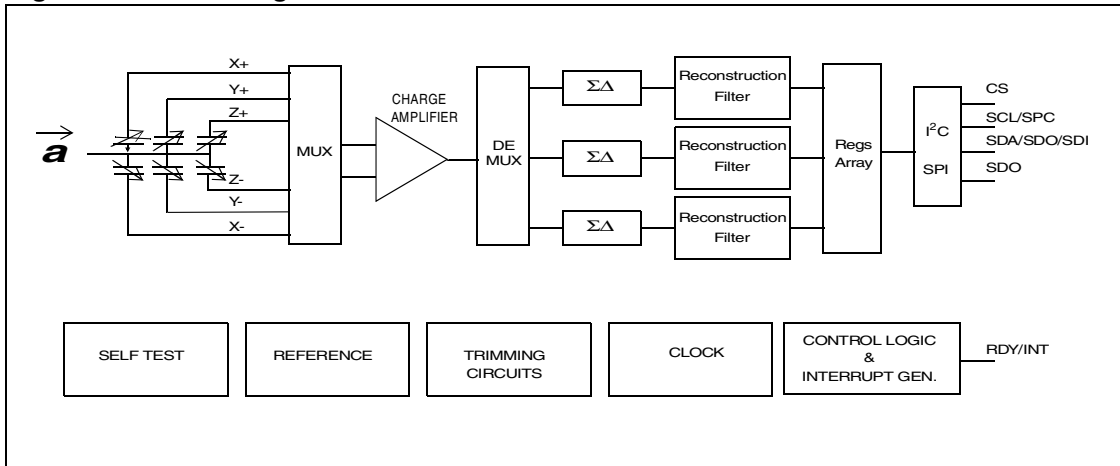 X+
Y+
Z+
a
Z-
Y-
X-
MUX
CHARGE
AMPLIFIER
DE
MUX
ΣΔ
ΣΔ
ΣΔ
Reconstruction
Filter
Reconstruction
Filter
Reconstruction
Filter
Regs
Array
I²C
SPI
CS
SCL/SPC
SDA/SDO/SDI
SDO
SELF TEST
REFERENCE
TRIMMING
CIRCUITS
CLOCK
CONTROL LOGIC
&
INTERRUPT GEN.
RDY/INT